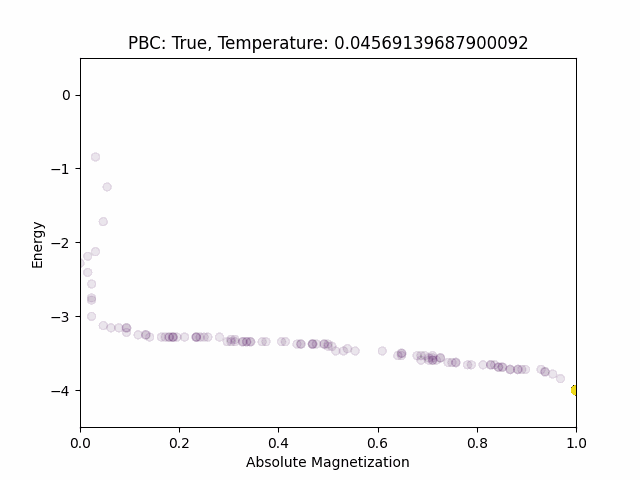 PBC: True, Temperature: 0.04569139687900092
Energy
0
−1
−2
−3
−4
0.0 0.2 0.4 0.6 0.8 1.0
Absolute Magnetization